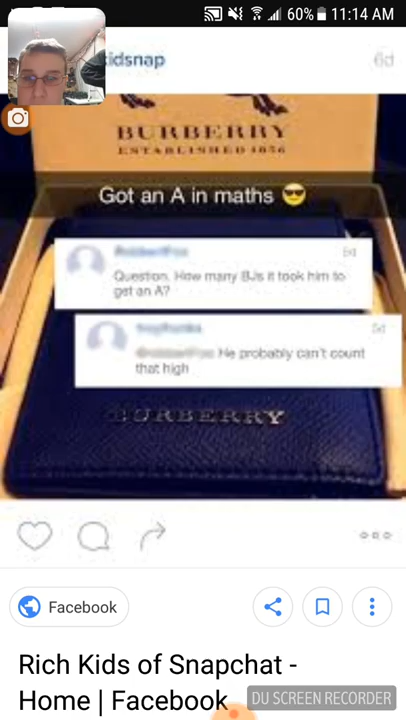 60% 11:14 AM
idsnap 6d
BURBERRY
ESTABLISHED 1856
Got an A in maths 😎
Question. How many BJs it took him to
get an A?
He probably can't count
that high
BURBERRY
Facebook
Rich Kids of Snapchat -
Home | Facebook
DU SCREEN RECORDER